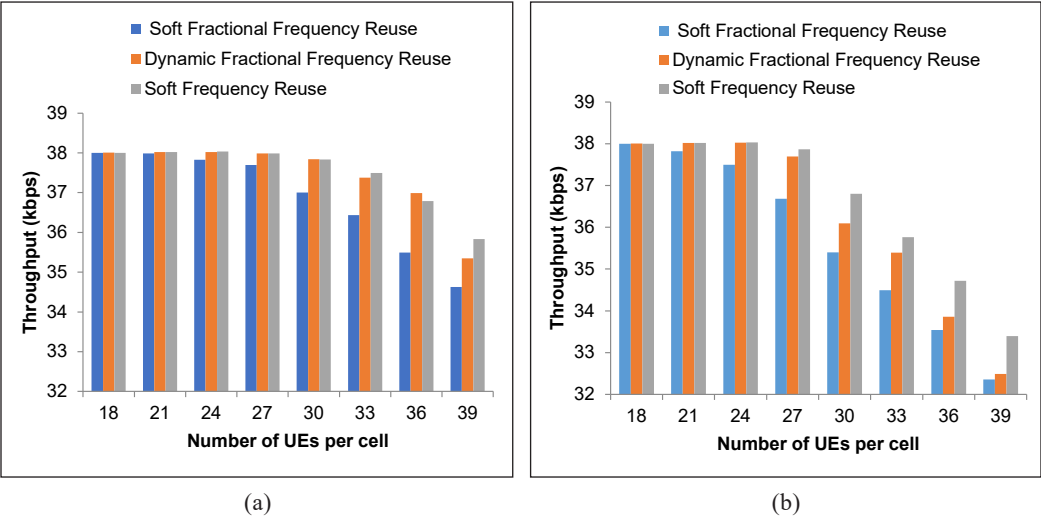 Soft Fractional Frequency Reuse
Dynamic Fractional Frequency Reuse
Soft Frequency Reuse
39
38
37
36
35
34
33
32
Throughput (kbps)
18 21 24 27 30 33 36 39
Number of UEs per cell
(a)
Soft Fractional Frequency Reuse
Dynamic Fractional Frequency Reuse
Soft Frequency Reuse
39
38
37
36
35
34
33
32
Throughput (kbps)
18 21 24 27 30 33 36 39
Number of UEs per cell
(b)